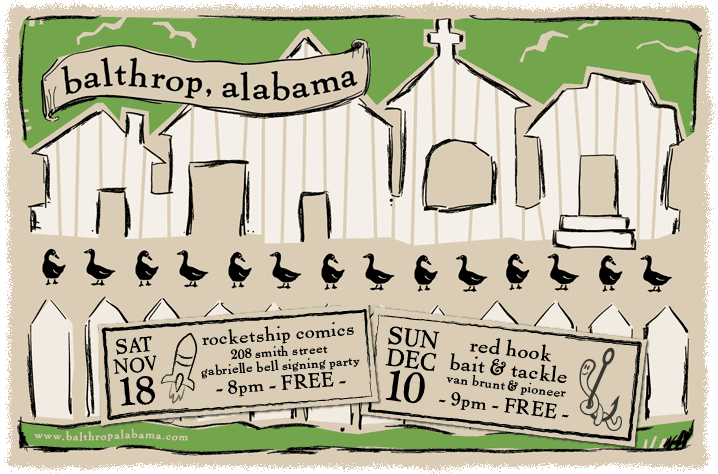 balthrop, alabama
SAT
NOV
18
rocketship comics
208 smith street
gabrielle bell signing party
- 8pm - FREE -
SUN
DEC
10
red hook
bait & tackle
van brunt & pioneer
- 9pm - FREE -
www.balthropalabama.com